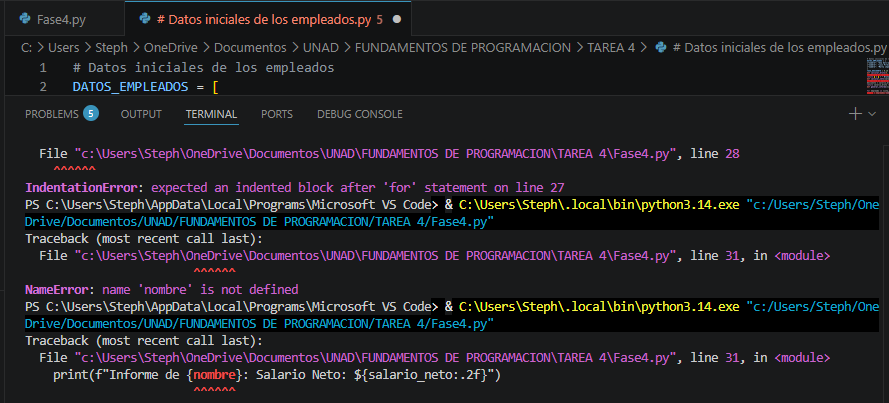 Fase4.py
# Datos iniciales de los empleados.py 5
C: > Users > Steph > OneDrive > Documentos > UNAD > FUNDAMENTOS DE PROGRAMACION > TAREA 4 > # Datos iniciales de los empleados.py
1 # Datos iniciales de los empleados
2 DATOS_EMPLEADOS = [
PROBLEMS 5 OUTPUT TERMINAL PORTS DEBUG CONSOLE
File "c:\Users\Steph\OneDrive\Documentos\UNAD\FUNDAMENTOS DE PROGRAMACION\TAREA 4\Fase4.py", line 28
^^^^^^
IndentationError: expected an indented block after 'for' statement on line 27
PS C:\Users\Steph\AppData\Local\Programs\Microsoft VS Code> & C:\Users\Steph\.local\bin\python3.14.exe "c:/Users/Steph/One
Drive/Documentos/UNAD/FUNDAMENTOS DE PROGRAMACION/TAREA 4/Fase4.py"
Traceback (most recent call last):
File "c:\Users\Steph\OneDrive\Documentos\UNAD\FUNDAMENTOS DE PROGRAMACION\TAREA 4\Fase4.py", line 31, in <module>
^^^^^^
NameError: name 'nombre' is not defined
PS C:\Users\Steph\AppData\Local\Programs\Microsoft VS Code> & C:\Users\Steph\.local\bin\python3.14.exe "c:/Users/Steph/One
Drive/Documentos/UNAD/FUNDAMENTOS DE PROGRAMACION/TAREA 4/Fase4.py"
Traceback (most recent call last):
File "c:\Users\Steph\OneDrive\Documentos\UNAD\FUNDAMENTOS DE PROGRAMACION\TAREA 4\Fase4.py", line 31, in <module>
print(f"Informe de {nombre}: Salario Neto: ${salario_neto:.2f}")
^^^^^^